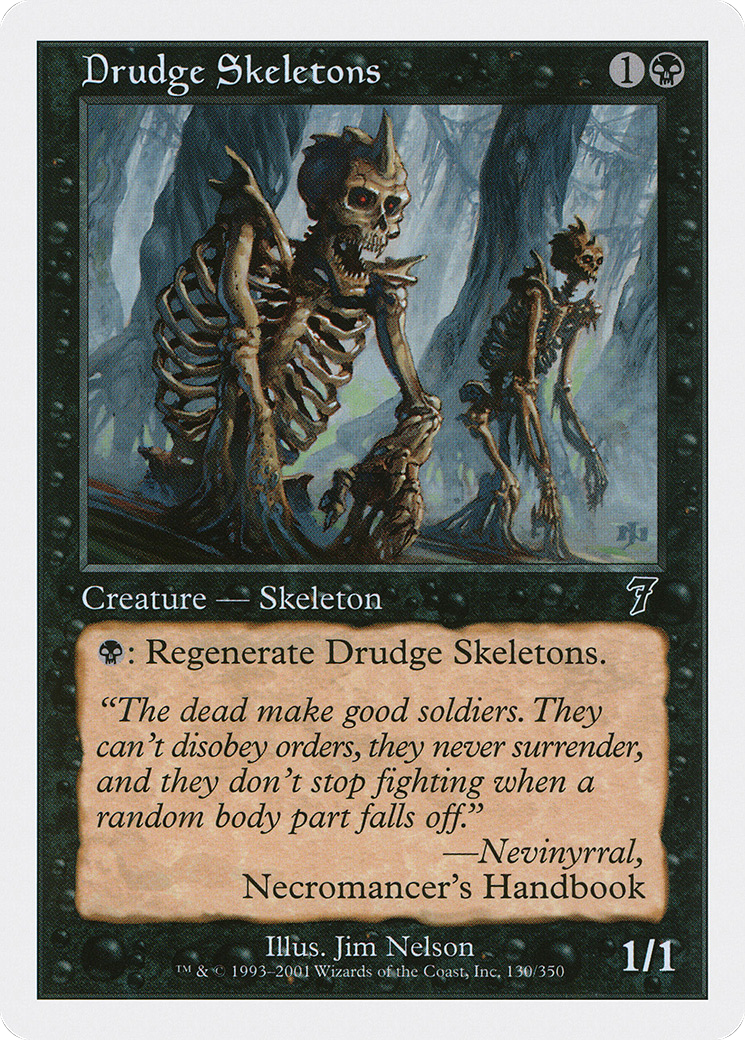 Drudge Skeletons
1
Creature — Skeleton
7
: Regenerate Drudge Skeletons.
“The dead make good soldiers. They
can’t disobey orders, they never surrender,
and they don’t stop fighting when a
random body part falls off.”
—Nevinyrral,
Necromancer’s Handbook
Illus. Jim Nelson
™ & © 1993–2001 Wizards of the Coast, Inc. 130/350
1/1